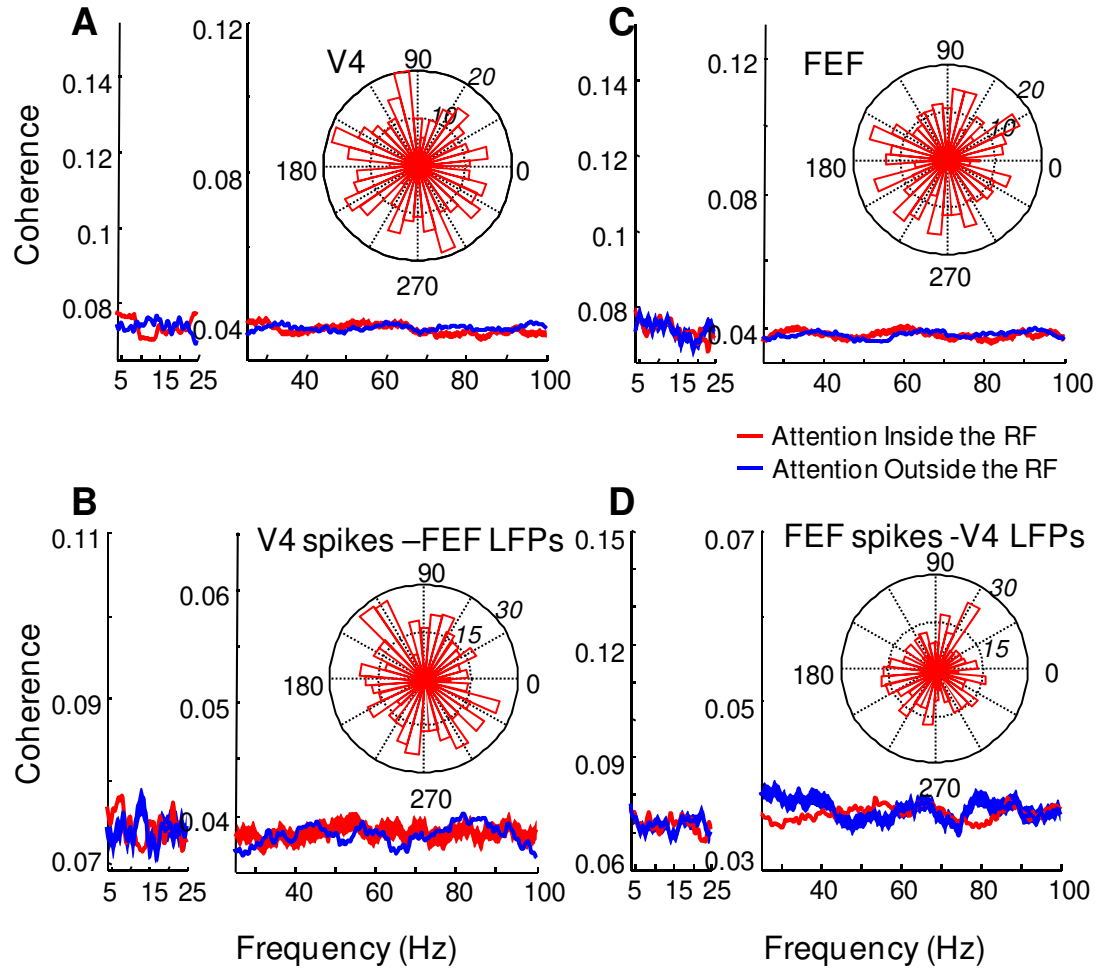 A
Coherence
0.14
0.12
0.1
0.08
5 15 25
0.12
0.08
0.04
40 60 80 100
V4
90
20
10
180
0
270
C
0.14
0.12
0.1
0.08
5 15 25
0.12
0.08
0.04
40 60 80 100
FEF
90
20
10
180
0
270
Attention Inside the RF
Attention Outside the RF
B
Coherence
0.11
0.09
0.07
5 15 25
0.06
0.05
0.04
40 60 80 100
V4 spikes –FEF LFPs
90
30
15
180
0
270
Frequency (Hz)
D
0.15
0.12
0.09
0.06
5 15 25
0.07
0.05
0.03
40 60 80 100
FEF spikes -V4 LFPs
90
30
15
180
0
270
Frequency (Hz)